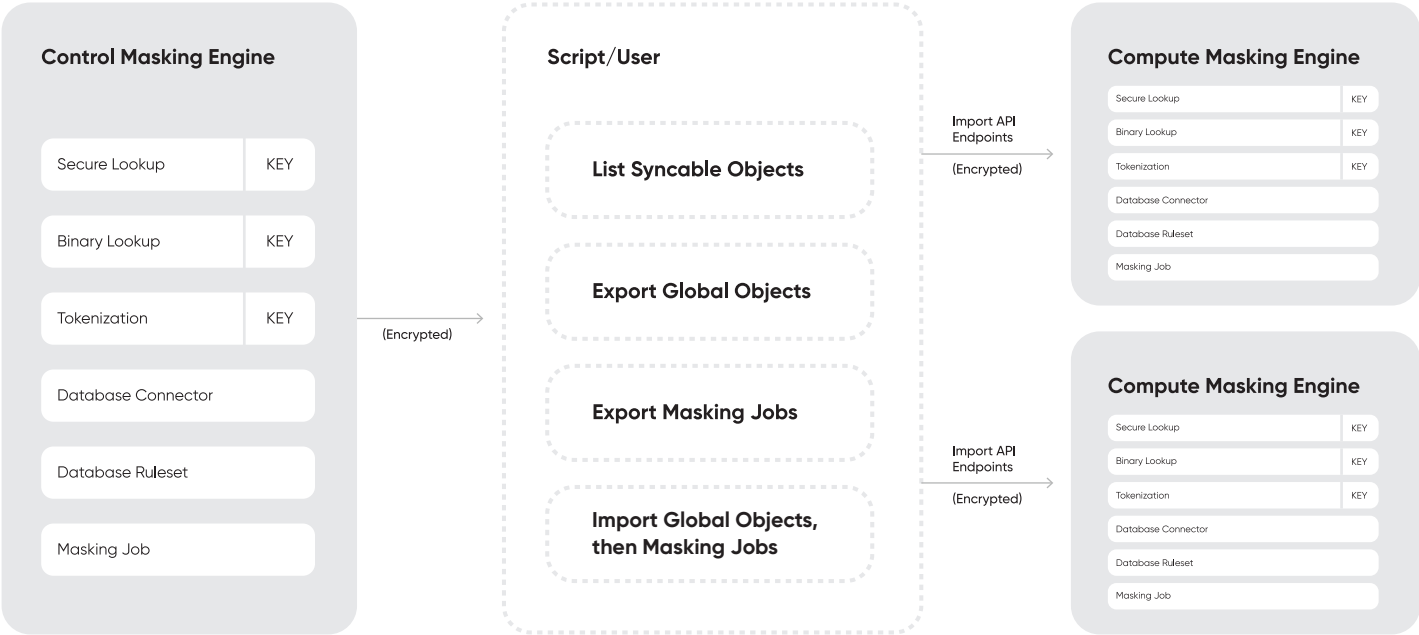 Control Masking Engine
Secure Lookup KEY
Binary Lookup KEY
Tokenization KEY
Database Connector
Database Ruleset
Masking Job
(Encrypted)
Script/User
List Syncable Objects
Export Global Objects
Export Masking Jobs
Import Global Objects,
then Masking Jobs
Import API
Endpoints
(Encrypted)
Compute Masking Engine
Secure Lookup KEY
Binary Lookup KEY
Tokenization KEY
Database Connector
Database Ruleset
Masking Job
Import API
Endpoints
(Encrypted)
Compute Masking Engine
Secure Lookup KEY
Binary Lookup KEY
Tokenization KEY
Database Connector
Database Ruleset
Masking Job